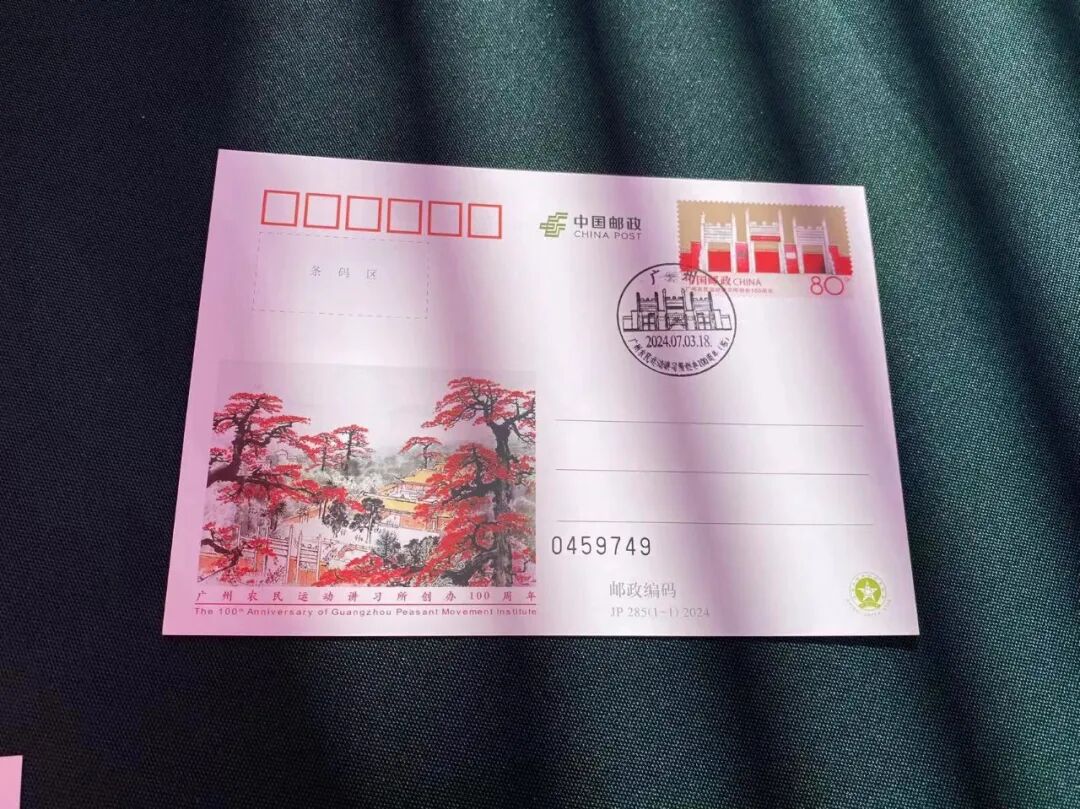 中国邮政
CHINA POST
条码区
中国邮政 CHINA
80
广州
2024.07.03.18.
广州农民运动讲习所创办100周年
The 100th Anniversary of Guangzhou Peasant Movement Institute
0459749
邮政编码
JP 285(1-1) 2024